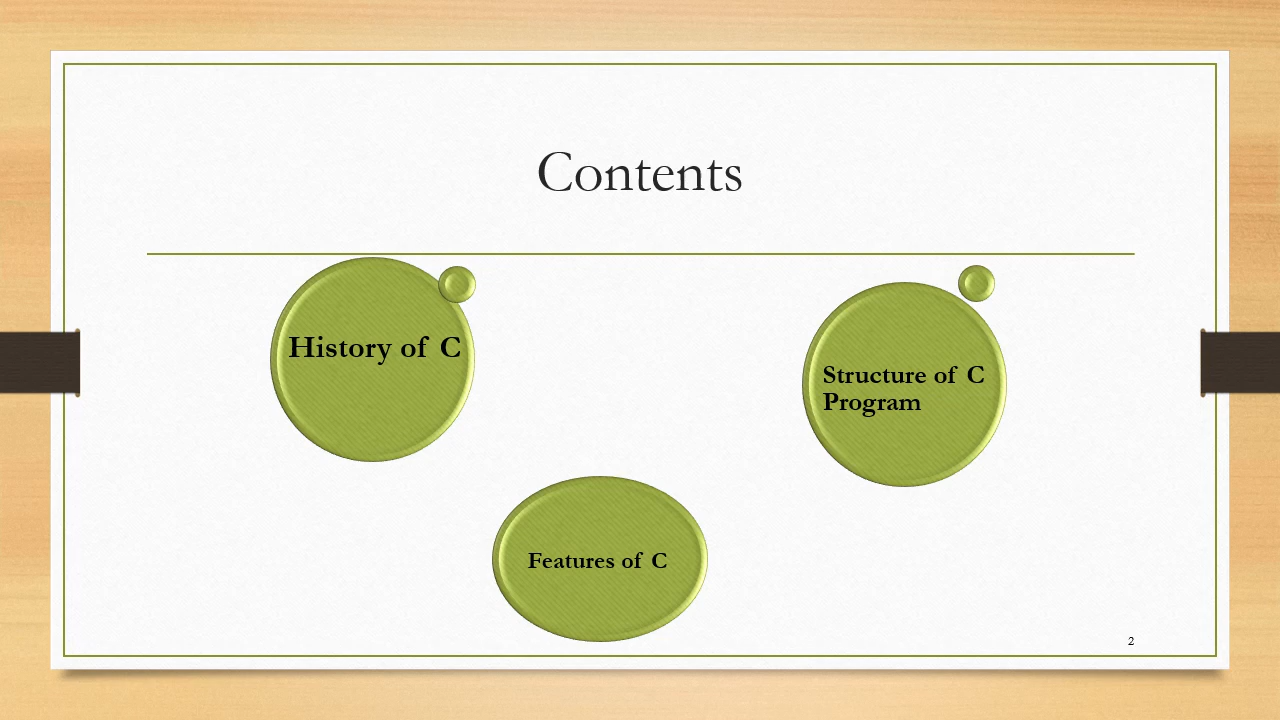 Contents
History of C
Structure of C
Program
Features of C
2